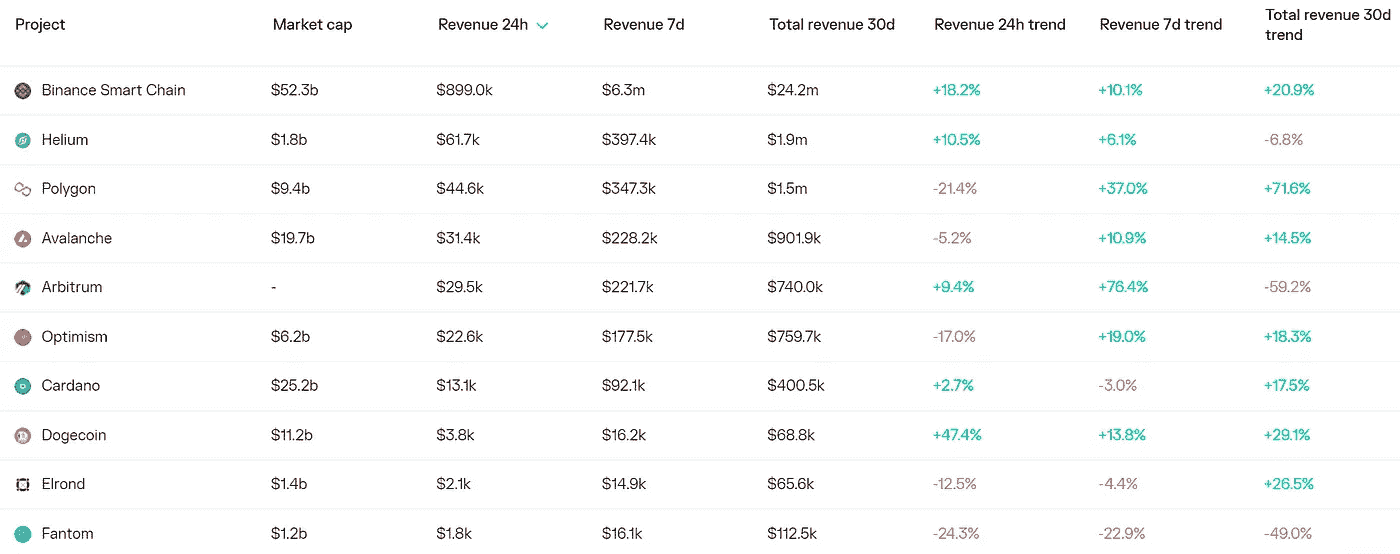 Project Market cap Revenue 24h Revenue 7d Total revenue 30d Revenue 24h trend Revenue 7d trend Total revenue 30d trend
Binance Smart Chain $52.3b $899.0k $6.3m $24.2m +18.2% +10.1% +20.9%
Helium $1.8b $61.7k $397.4k $1.9m +10.5% +6.1% -6.8%
Polygon $9.4b $44.6k $347.3k $1.5m -21.4% +37.0% +71.6%
Avalanche $19.7b $31.4k $228.2k $901.9k -5.2% +10.9% +14.5%
Arbitrum - $29.5k $221.7k $740.0k +9.4% +76.4% -59.2%
Optimism $6.2b $22.6k $177.5k $759.7k -17.0% +19.0% +18.3%
Cardano $25.2b $13.1k $92.1k $400.5k +2.7% -3.0% +17.5%
Dogecoin $11.2b $3.8k $16.2k $68.8k +47.4% +13.8% +29.1%
Elrond $1.4b $2.1k $14.9k $65.6k -12.5% -4.4% +26.5%
Fantom $1.2b $1.8k $16.1k $112.5k -24.3% -22.9% -49.0%